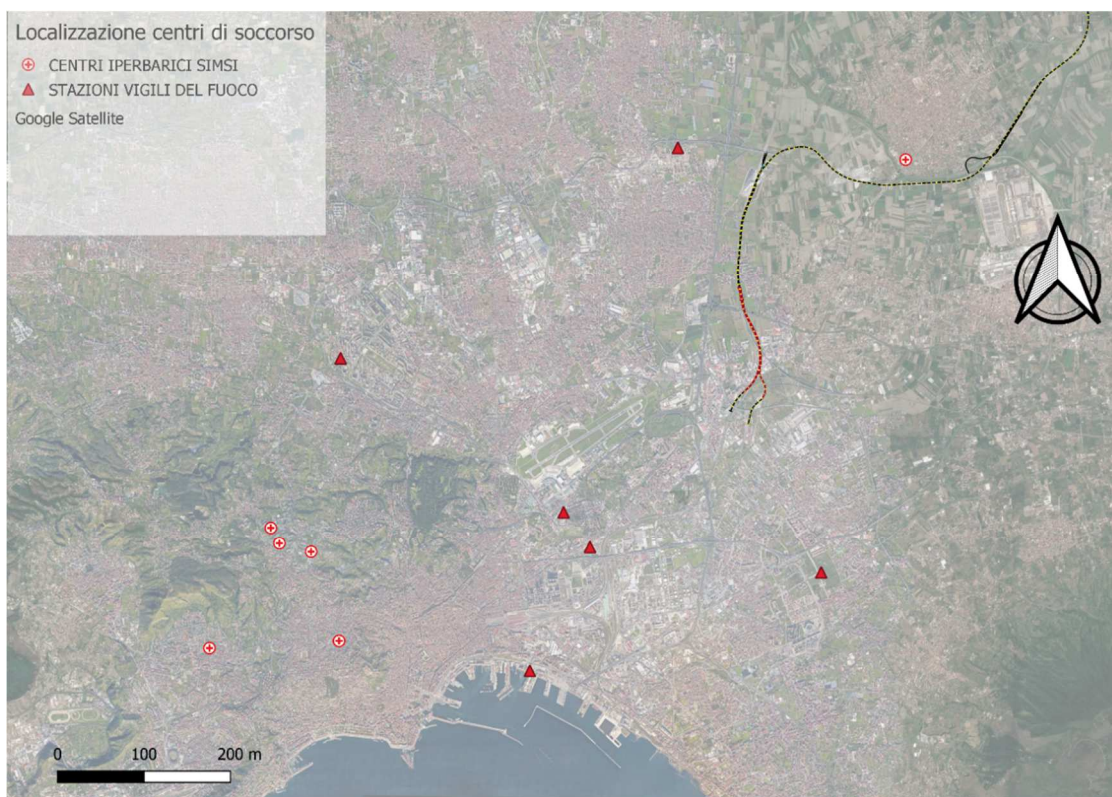 Localizzazione centri di soccorso
CENTRI IPERBARICI SIMSI
STAZIONI VIGILI DEL FUOCO
Google Satellite
0 100 200 m